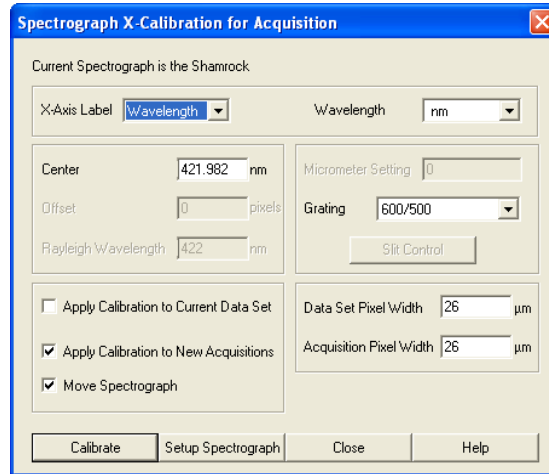 Spectrograph X-Calibration for Acquisition
Current Spectrograph is the Shamrock
X-Axis Label Wavelength Wavelength nm
Center 421.982 nm
Offset 0 pixels
Rayleigh Wavelength 422 nm
Micrometer Setting 0
Grating 600/500
Slit Control
Apply Calibration to Current Data Set
Apply Calibration to New Acquisitions
Move Spectrograph
Data Set Pixel Width 26 µm
Acquisition Pixel Width 26 µm
Calibrate Setup Spectrograph Close Help